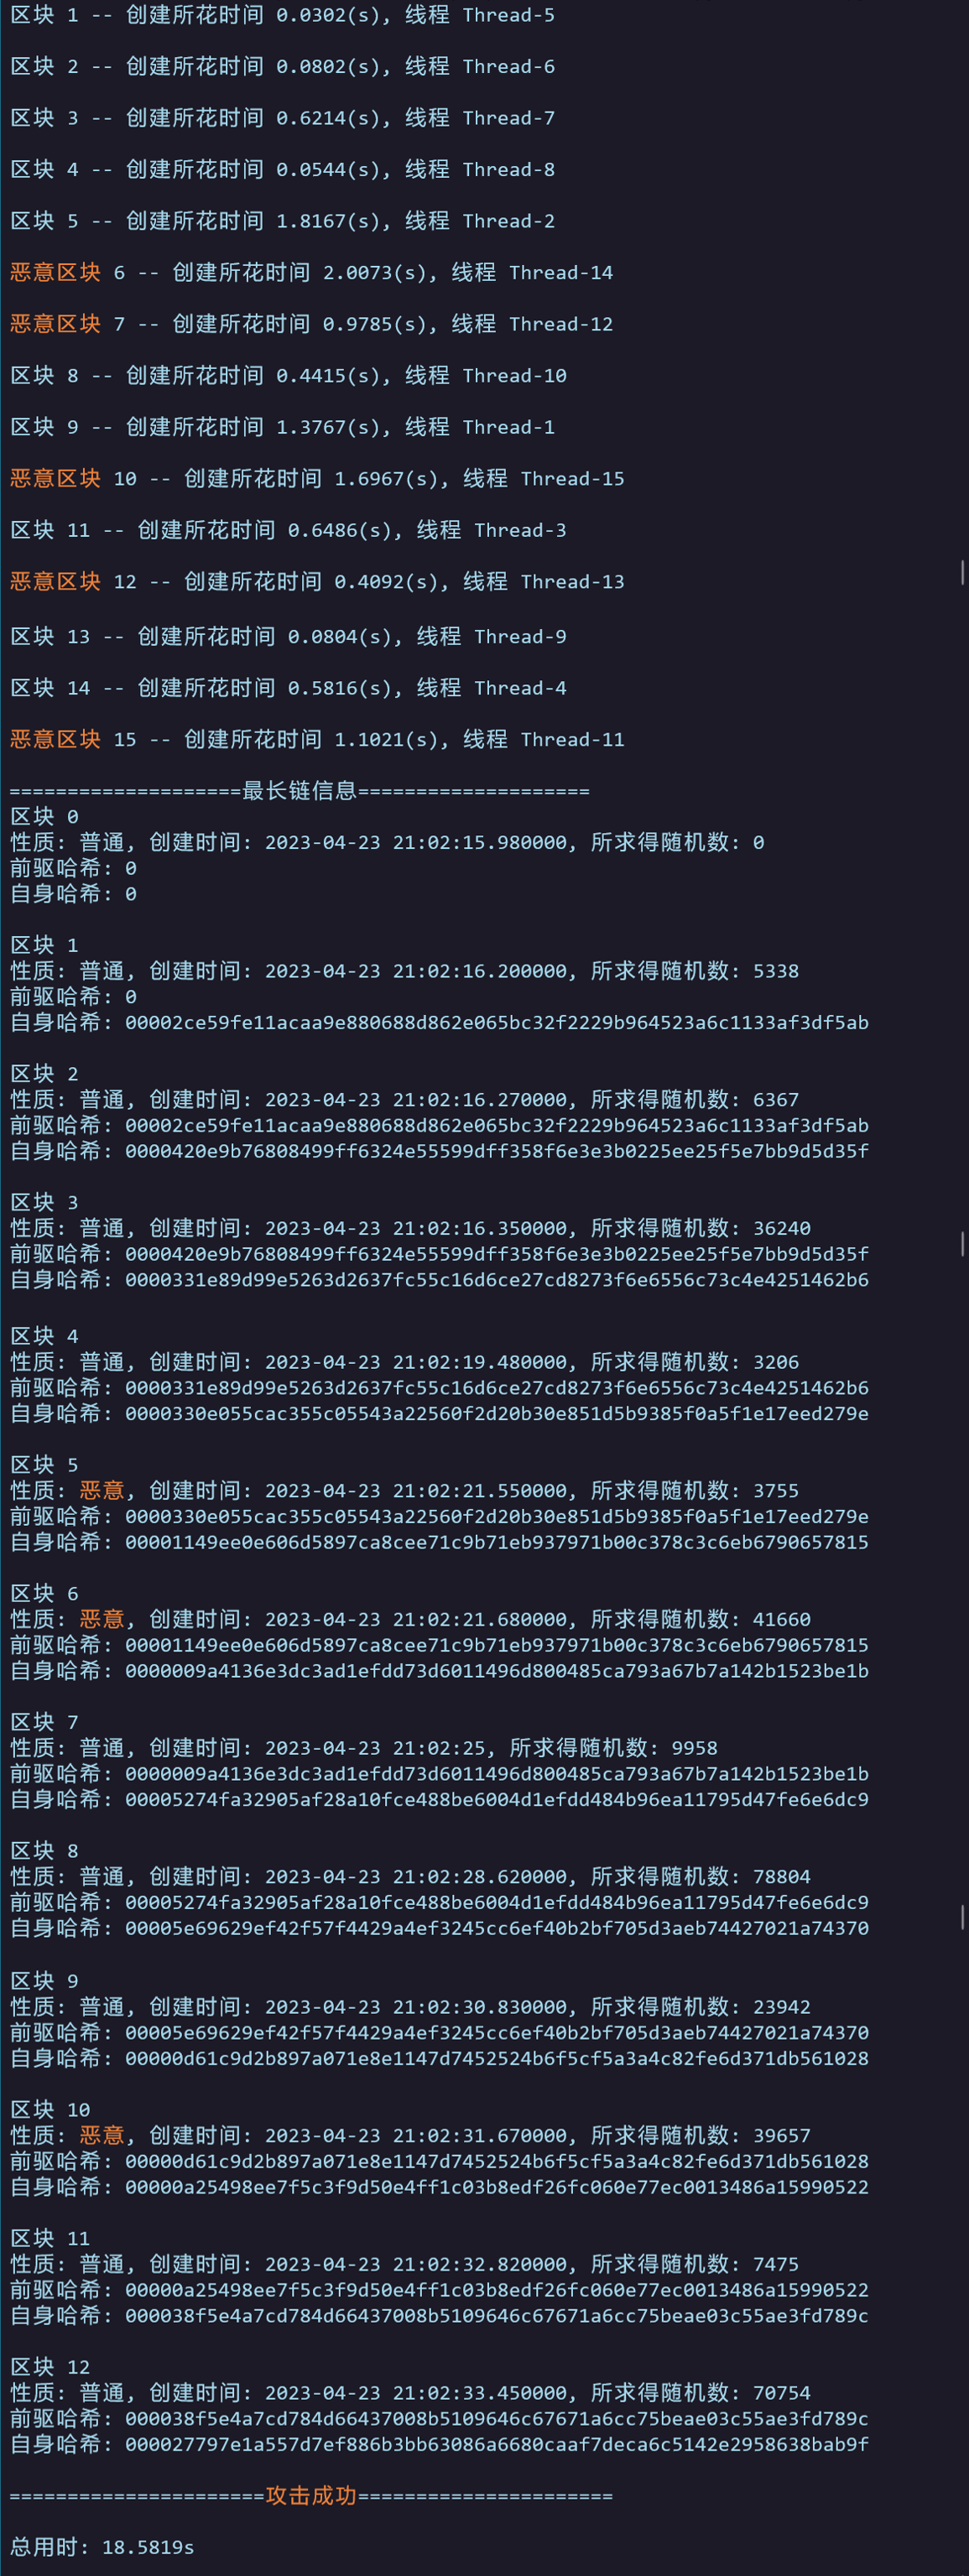 区块 1 -- 创建所花时间 0.0302(s), 线程 Thread-5
区块 2 -- 创建所花时间 0.0802(s), 线程 Thread-6
区块 3 -- 创建所花时间 0.6214(s), 线程 Thread-7
区块 4 -- 创建所花时间 0.0544(s), 线程 Thread-8
区块 5 -- 创建所花时间 1.8167(s), 线程 Thread-2
恶意区块 6 -- 创建所花时间 2.0073(s), 线程 Thread-14
恶意区块 7 -- 创建所花时间 0.9785(s), 线程 Thread-12
区块 8 -- 创建所花时间 0.4415(s), 线程 Thread-10
区块 9 -- 创建所花时间 1.3767(s), 线程 Thread-1
恶意区块 10 -- 创建所花时间 1.6967(s), 线程 Thread-15
区块 11 -- 创建所花时间 0.6486(s), 线程 Thread-3
恶意区块 12 -- 创建所花时间 0.4092(s), 线程 Thread-13
区块 13 -- 创建所花时间 0.0804(s), 线程 Thread-9
区块 14 -- 创建所花时间 0.5816(s), 线程 Thread-4
恶意区块 15 -- 创建所花时间 1.1021(s), 线程 Thread-11
====================最长链信息====================
区块 0
性质: 普通, 创建时间: 2023-04-23 21:02:15.980000, 所求得随机数: 0
前驱哈希: 0
自身哈希: 0
区块 1
性质: 普通, 创建时间: 2023-04-23 21:02:16.200000, 所求得随机数: 5338
前驱哈希: 0
自身哈希: 00002ce59fe11acaa9e880688d862e065bc32f2229b964523a6c1133af3df5ab
区块 2
性质: 普通, 创建时间: 2023-04-23 21:02:16.270000, 所求得随机数: 6367
前驱哈希: 00002ce59fe11acaa9e880688d862e065bc32f2229b964523a6c1133af3df5ab
自身哈希: 0000420e9b76808499ff6324e55599dff358f6e3e3b0225ee25f5e7bb9d5d35f
区块 3
性质: 普通, 创建时间: 2023-04-23 21:02:16.350000, 所求得随机数: 36240
前驱哈希: 0000420e9b76808499ff6324e55599dff358f6e3e3b0225ee25f5e7bb9d5d35f
自身哈希: 0000331e89d99e5263d2637fc55c16d6ce27cd8273f6e6556c73c4e4251462b6
区块 4
性质: 普通, 创建时间: 2023-04-23 21:02:19.480000, 所求得随机数: 3206
前驱哈希: 0000331e89d99e5263d2637fc55c16d6ce27cd8273f6e6556c73c4e4251462b6
自身哈希: 0000330e055cac355c05543a22560f2d20b30e851d5b9385f0a5f1e17eed279e
区块 5
性质: 恶意, 创建时间: 2023-04-23 21:02:21.550000, 所求得随机数: 3755
前驱哈希: 0000330e055cac355c05543a22560f2d20b30e851d5b9385f0a5f1e17eed279e
自身哈希: 00001149ee0e606d5897ca8cee71c9b71eb937971b00c378c3c6eb6790657815
区块 6
性质: 恶意, 创建时间: 2023-04-23 21:02:21.680000, 所求得随机数: 41660
前驱哈希: 00001149ee0e606d5897ca8cee71c9b71eb937971b00c378c3c6eb6790657815
自身哈希: 0000009a4136e3dc3ad1efdd73d6011496d800485ca793a67b7a142b1523be1b
区块 7
性质: 普通, 创建时间: 2023-04-23 21:02:25, 所求得随机数: 9958
前驱哈希: 0000009a4136e3dc3ad1efdd73d6011496d800485ca793a67b7a142b1523be1b
自身哈希: 00005274fa32905af28a10fce488be6004d1efdd484b96ea11795d47fe6e6dc9
区块 8
性质: 普通, 创建时间: 2023-04-23 21:02:28.620000, 所求得随机数: 78804
前驱哈希: 00005274fa32905af28a10fce488be6004d1efdd484b96ea11795d47fe6e6dc9
自身哈希: 00005e69629ef42f57f4429a4ef3245cc6ef40b2bf705d3aeb74427021a74370
区块 9
性质: 普通, 创建时间: 2023-04-23 21:02:30.830000, 所求得随机数: 23942
前驱哈希: 00005e69629ef42f57f4429a4ef3245cc6ef40b2bf705d3aeb74427021a74370
自身哈希: 00000d61c9d2b897a071e8e1147d7452524b6f5cf5a3a4c82fe6d371db561028
区块 10
性质: 恶意, 创建时间: 2023-04-23 21:02:31.670000, 所求得随机数: 39657
前驱哈希: 00000d61c9d2b897a071e8e1147d7452524b6f5cf5a3a4c82fe6d371db561028
自身哈希: 00000a25498ee7f5c3f9d50e4ff1c03b8edf26fc060e77ec0013486a15990522
区块 11
性质: 普通, 创建时间: 2023-04-23 21:02:32.820000, 所求得随机数: 7475
前驱哈希: 00000a25498ee7f5c3f9d50e4ff1c03b8edf26fc060e77ec0013486a15990522
自身哈希: 000038f5e4a7cd784d66437008b5109646c67671a6cc75beae03c55ae3fd789c
区块 12
性质: 普通, 创建时间: 2023-04-23 21:02:33.450000, 所求得随机数: 70754
前驱哈希: 000038f5e4a7cd784d66437008b5109646c67671a6cc75beae03c55ae3fd789c
自身哈希: 000027797e1a557d7ef886b3bb63086a6680caaf7deca6c5142e2958638bab9f
======================攻击成功======================
总用时: 18.5819s